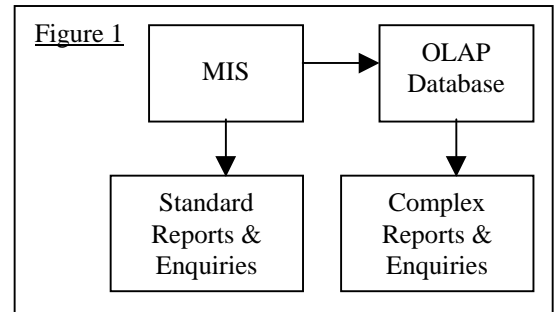 Figure 1
MIS
OLAP
Database
Standard
Reports &
Enquiries
Complex
Reports &
Enquiries